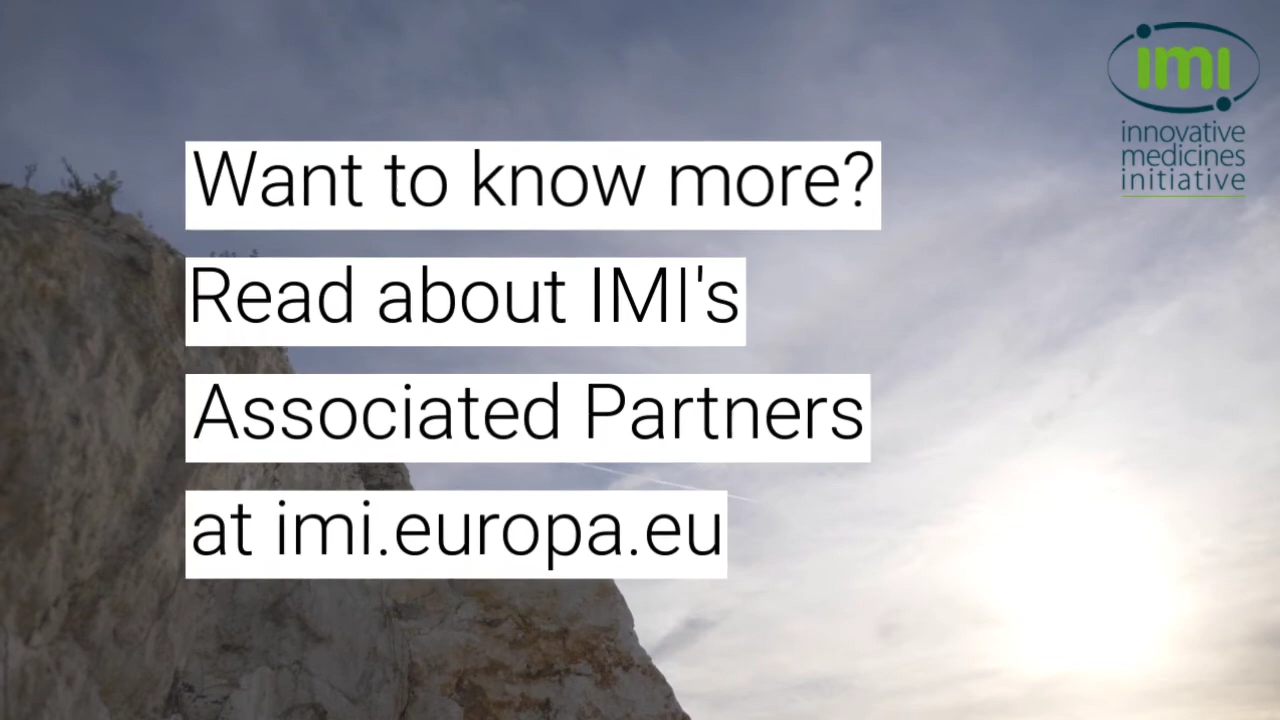 imi
innovative
medicines
initiative
Want to know more?
Read about IMI's
Associated Partners
at imi.europa.eu